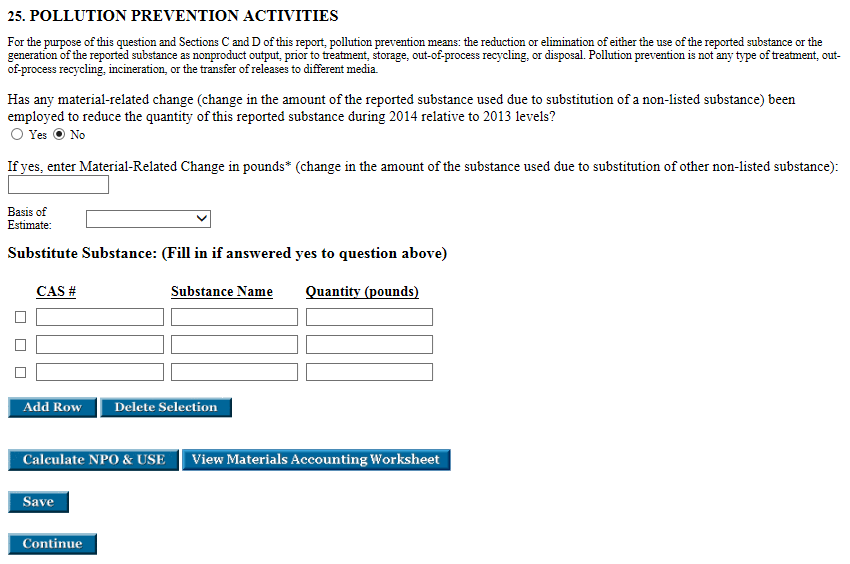 25. POLLUTION PREVENTION ACTIVITIES
For the purpose of this question and Sections C and D of this report, pollution prevention means: the reduction or elimination of either the use of the reported substance or the
generation of the reported substance as nonproduct output, prior to treatment, storage, out-of-process recycling, or disposal. Pollution prevention is not any type of treatment, out-
of-process recycling, incineration, or the transfer of releases to different media.
Has any material-related change (change in the amount of the reported substance used due to substitution of a non-listed substance) been
employed to reduce the quantity of this reported substance during 2014 relative to 2013 levels?
Yes No
If yes, enter Material-Related Change in pounds* (change in the amount of the substance used due to substitution of other non-listed substance):
Basis of
Estimate:
Substitute Substance: (Fill in if answered yes to question above)
CAS # Substance Name Quantity (pounds)
Add Row Delete Selection
Calculate NPO & USE View Materials Accounting Worksheet
Save
Continue